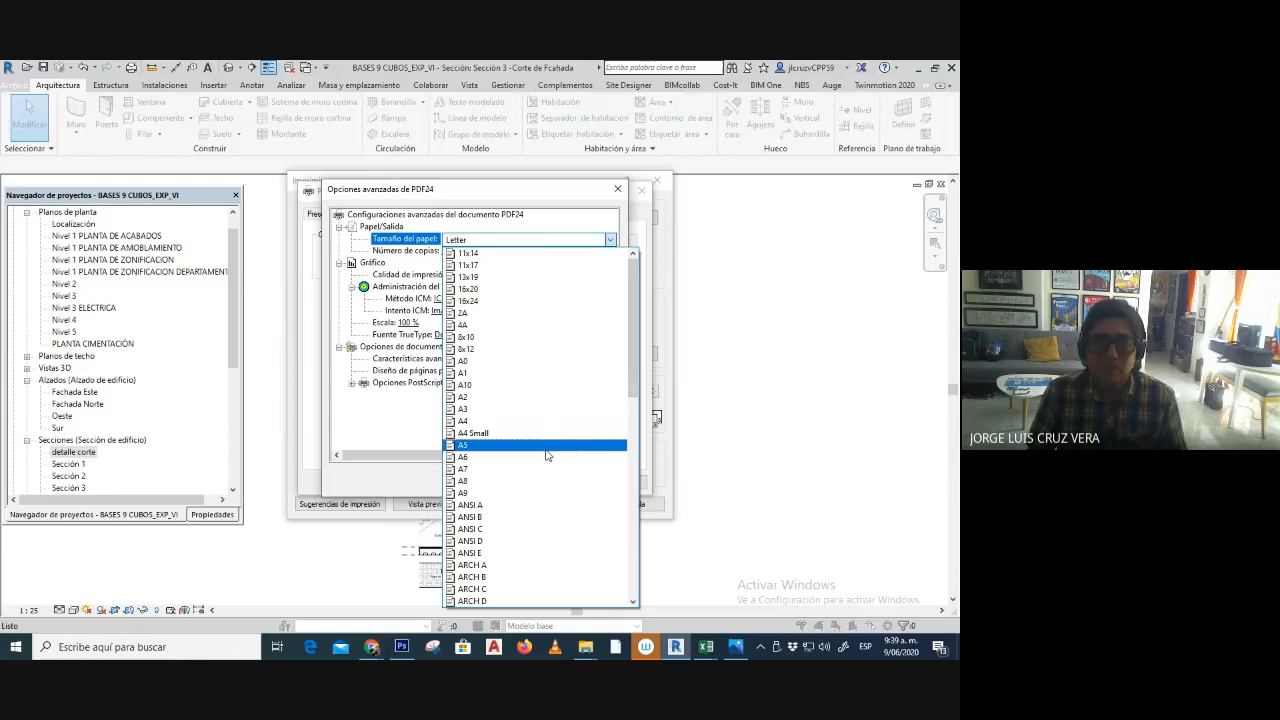 BASES 9 CUBOS_EXP_VI - Sección: Sección 3 -Corte de Fcahada
Escriba palabra clave o frase
jlcruzvCPP59
Archivo Arquitectura Estructura Instalaciones Insertar Anotar Analizar Masa y emplazamiento Colaborar Vista Gestionar Complementos Site Designer BIMcollab Cost-It BIM One NBS Auge Twinmotion 2020
Modificar
Muro
Puerta
Ventana
Componente
Pilar
Cubierta
Techo
Suelo
Sistema de muro cortina
Rejilla de muro cortina
Montante
Barandilla
Rampa
Escalera
Texto modelado
Línea de modelo
Grupo de modelo
Habitación
Separador de habitación
Etiquetar habitación
Área
Contorno de área
Etiquetar área
Por cara
Agujero
Muro
Vertical
Buhardilla
Nivel
Rejilla
Definir
Seleccionar
Construir
Circulación
Modelo
Habitación y área
Hueco
Referencia
Plano de trabajo
Navegador de proyectos - BASES 9 CUBOS_EXP_VI
Planos de planta
Localización
Nivel 1 PLANTA DE ACABADOS
Nivel 1 PLANTA DE AMOBLAMIENTO
Nivel 1 PLANTA DE ZONIFICACION
Nivel 1 PLANTA DE ZONIFICACION DEPARTAMENT
Nivel 2
Nivel 3
Nivel 3 ELECTRICA
Nivel 4
Nivel 5
PLANTA CIMENTACIÓN
Planos de techo
Vistas 3D
Alzados (Alzado de edificio)
Fachada Este
Fachada Norte
Oeste
Sur
Secciones (Sección de edificio)
detalle corte
Sección 1
Sección 2
Sección 3
Navegador de proyectos - BASES 9 CUBOS_EXP_VI
Propiedades
Opciones avanzadas de PDF24
Configuraciones avanzadas del documento PDF24
Papel/Salida
Tamaño del papel: Letter
Número de copias:
Gráfico
Calidad de impresió
Administración del
Método ICM: IC
Intento ICM: Ima
Escala: 100 %
Fuente TrueType: De
Opciones de document
Características avan
Diseño de páginas p
Opciones PostScript
11x14
11x17
13x19
16x20
16x24
2A
4A
8x10
8x12
A0
A1
A10
A2
A3
A4
A4 Small
A5
A6
A7
A8
A9
ANSI A
ANSI B
ANSI C
ANSI D
ANSI E
ARCH A
ARCH B
ARCH C
ARCH D
Sugerencias de impresión
Vista previ
JORGE LUIS CRUZ VERA
Activar Windows
Ve a Configuración para activar Windows.
1 : 25
Listo
:0
Modelo base
:0
Escribe aquí para buscar
ESP
9:39 a. m.
9/06/2020
13